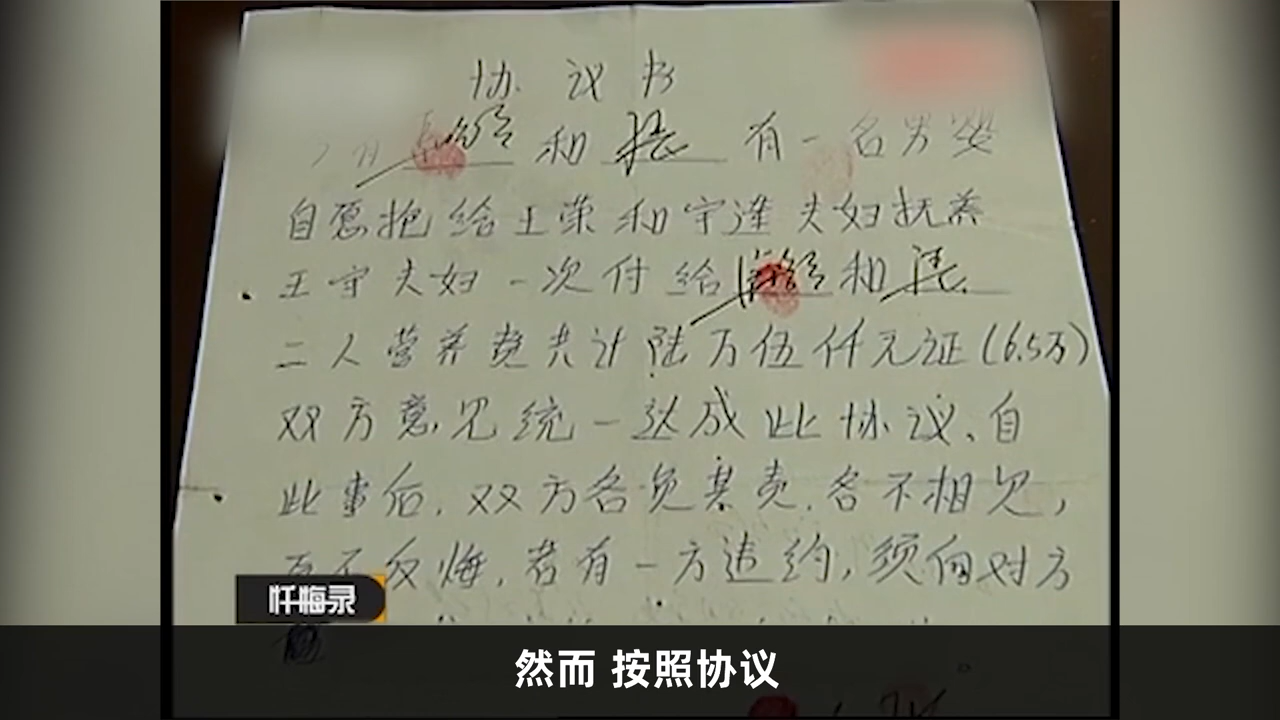 协议书
和 有一名男婴
自愿抱给王荣和宁连夫妇抚养
王宁夫妇一次付给 和
二人营养费共计陆万伍仟元证(6.5万)
双方意见统一达成此协议、自
此事后，双方各负其责，各不相欠，
互不反悔，若有一方违约，须向对方
忏悔录
然而 按照协议